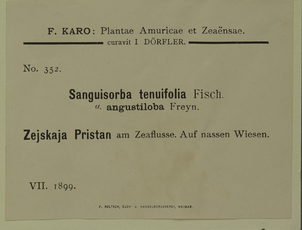 F. KARO: Plantae Amuricae et Zeaënsae.
curavit I DÖRFLER.
No. 352.
Sanguisorba tenuifolia Fisch.
α. angustiloba Freyn.
Zejskaja Pristan am Zeaflusse. Auf nassen Wiesen.
VII. 1899.